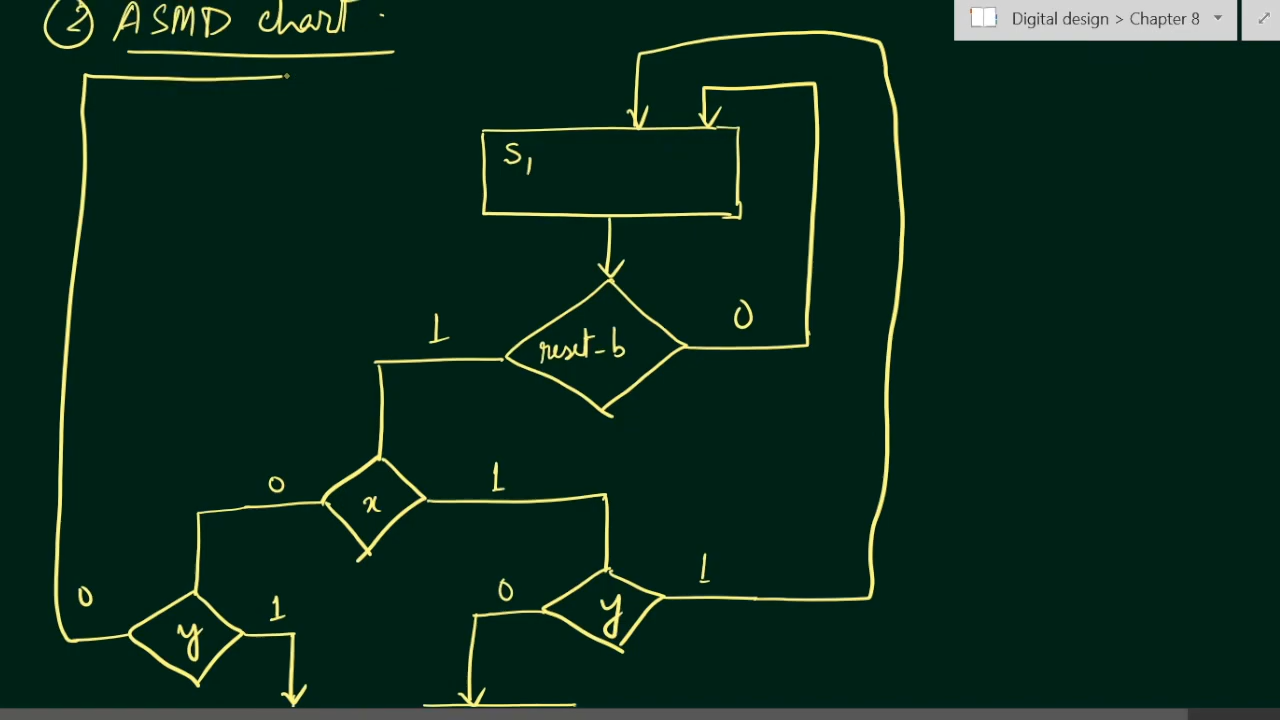 ② ASMD chart.
Digital design > Chapter 8
S₁
1
reset-b
0
0
x
1
0
y
1
0
y
1